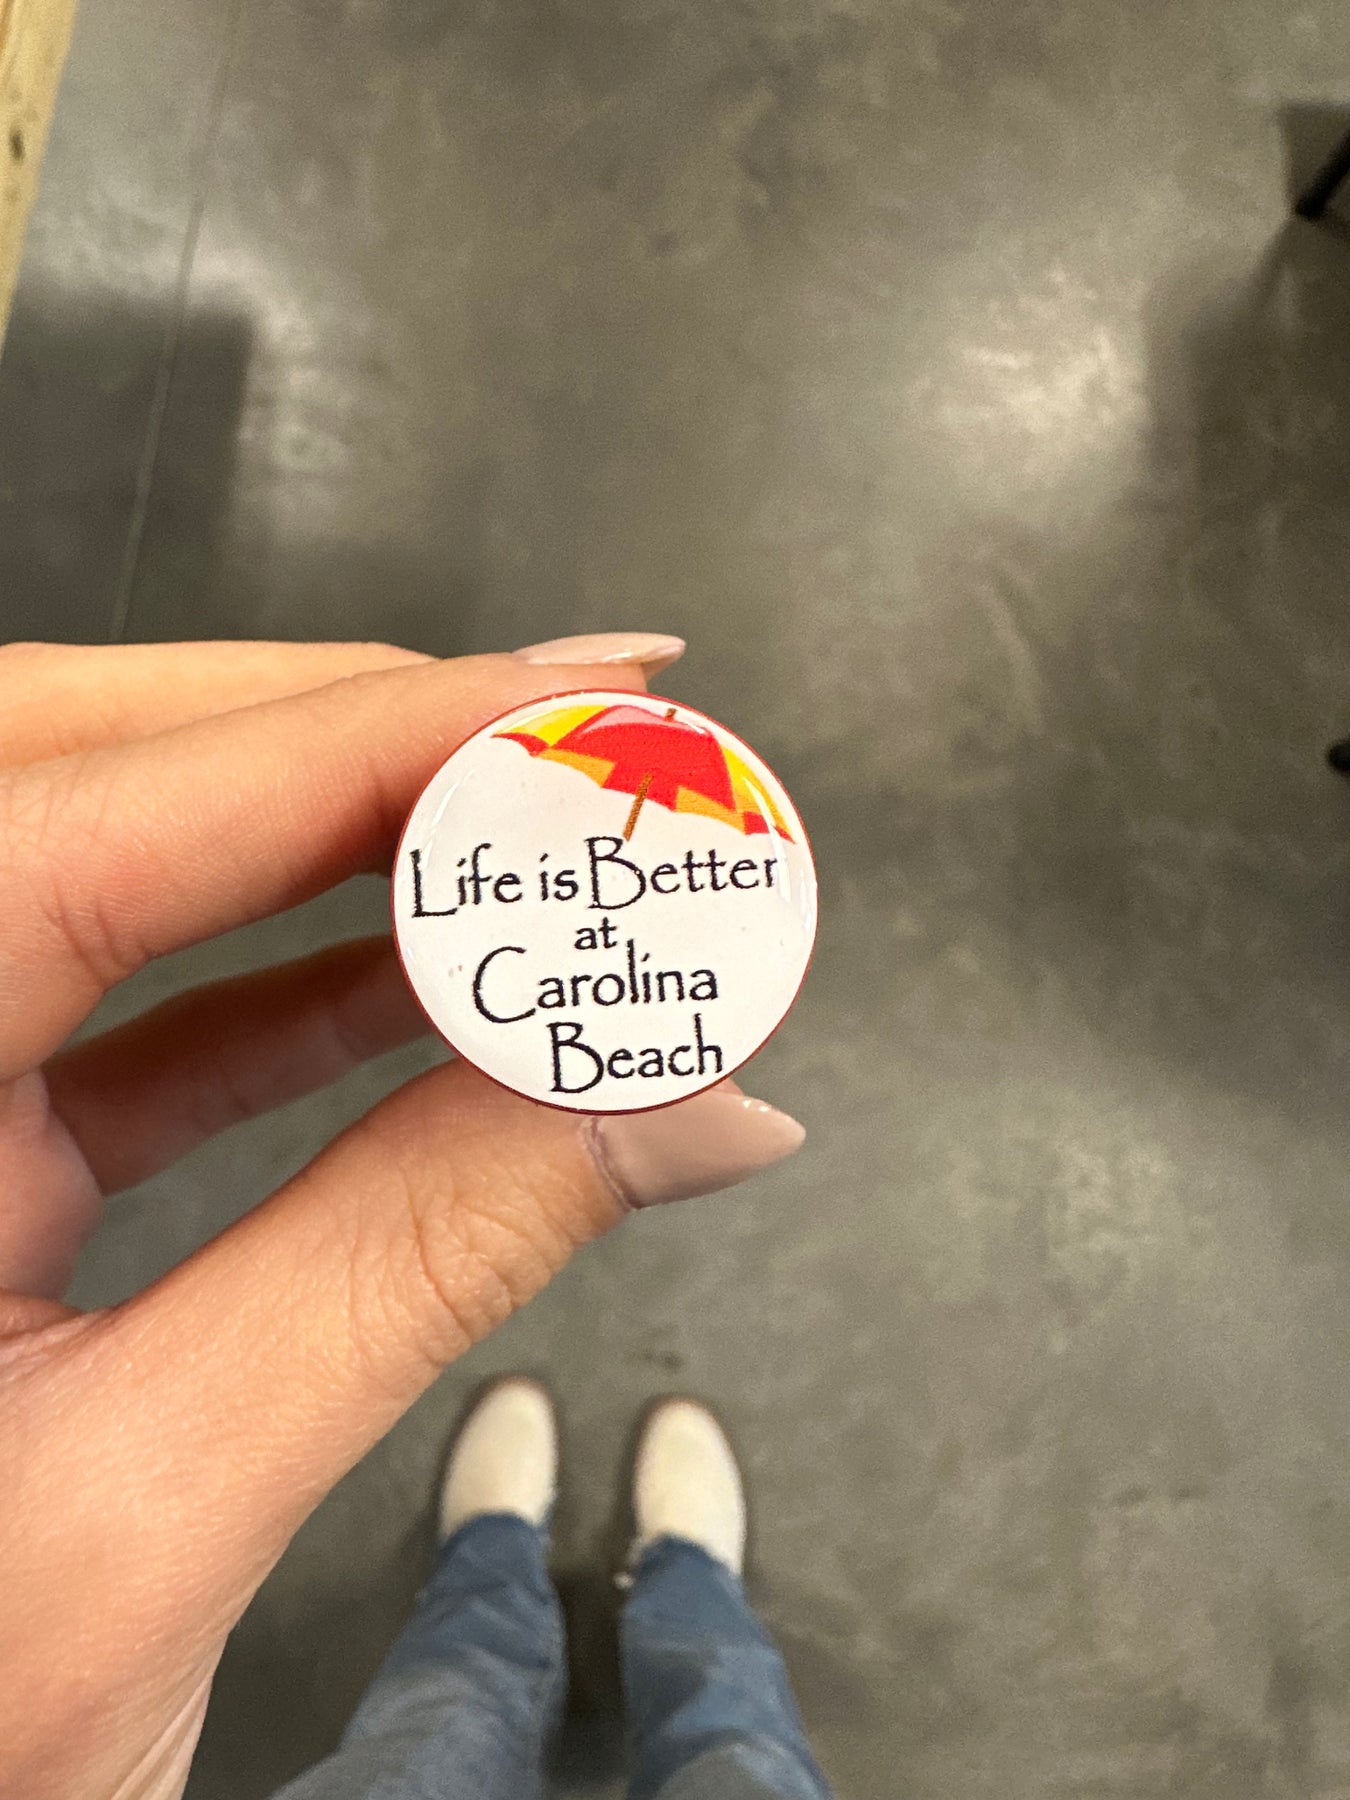 Life is Better
at
Carolina
Beach